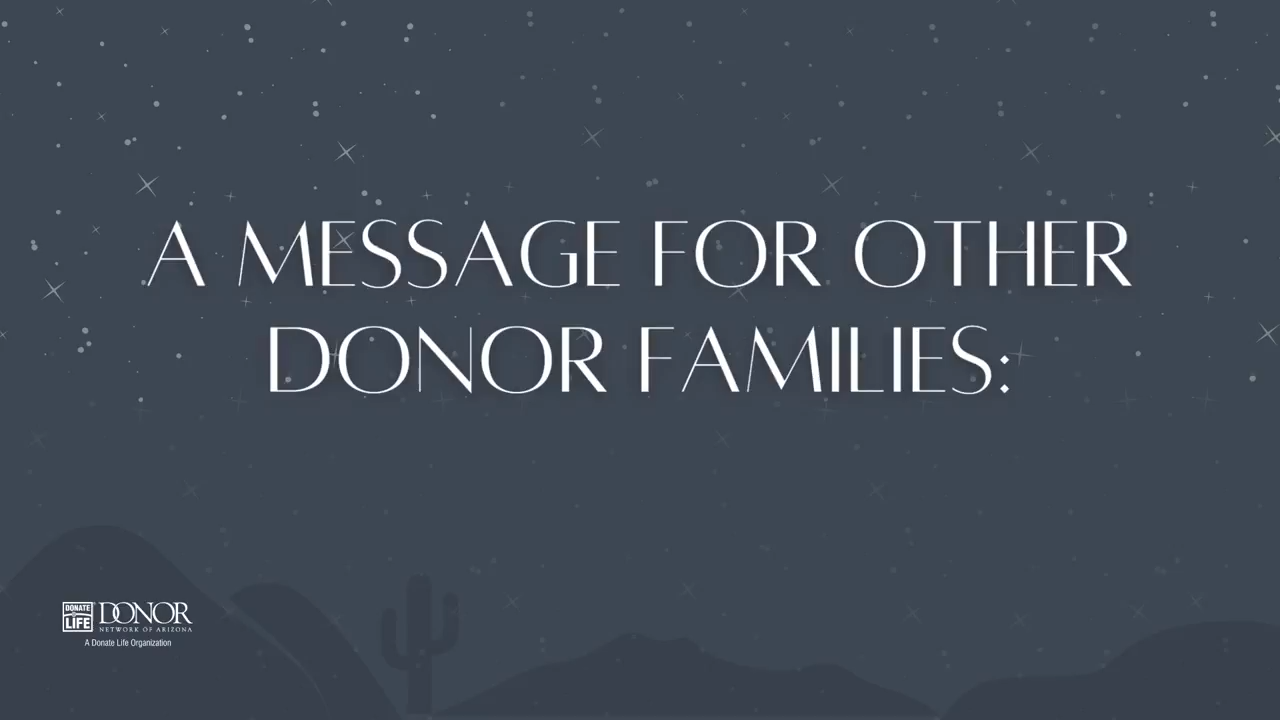 A MESSAGE FOR OTHER
DONOR FAMILIES:
DONATE
LIFE
DONOR
NETWORK OF ARIZONA
A Donate Life Organization